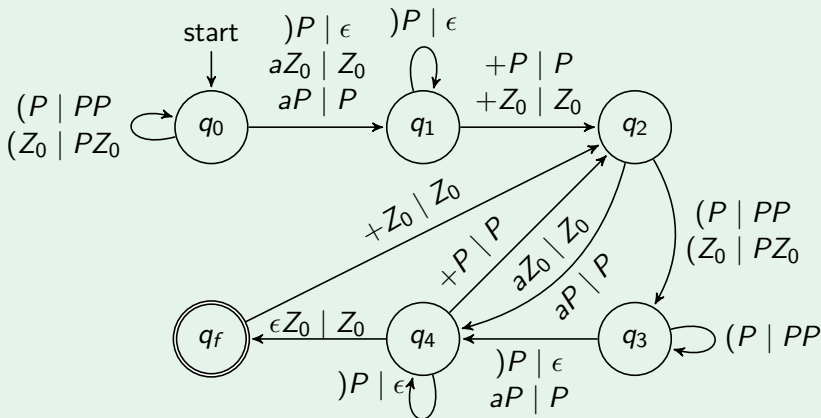 start
)P | ϵ
aZ₀ | Z₀
aP | P
)P | ϵ
+P | P
+Z₀ | Z₀
(P | PP
(Z₀ | PZ₀
q₀
q₁
q₂
+Z₀ | Z₀
+P | P
aZ₀ | Z₀
aP | P
(P | PP
(Z₀ | PZ₀
q_f
ϵZ₀ | Z₀
q₄
q₃
(P | PP
)P | ϵ
)P | ϵ
aP | P